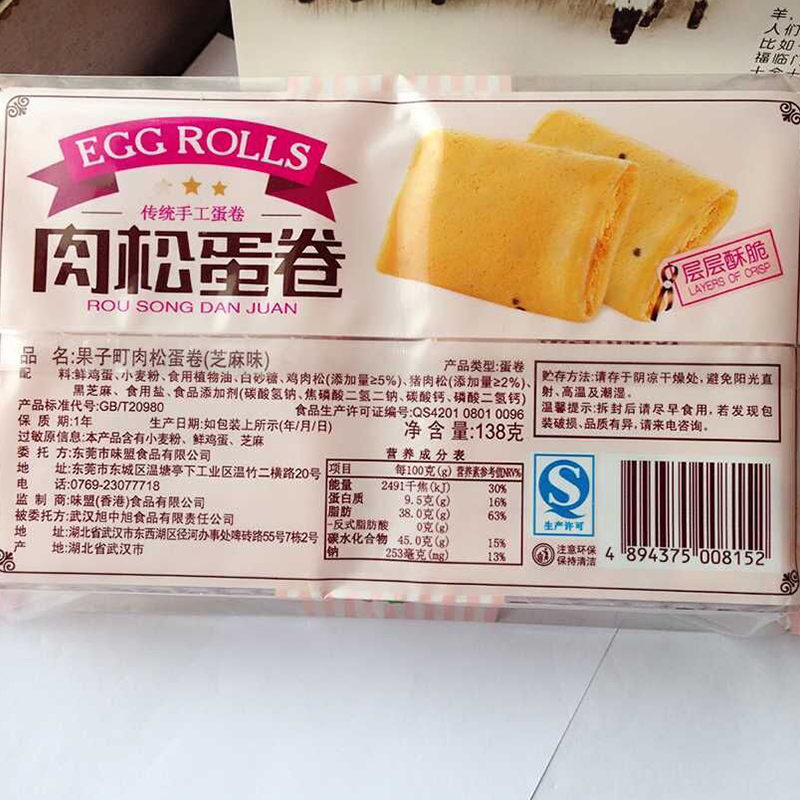 羊,
人们
比如
福临门
EGG ROLLS
传统手工蛋卷
肉松蛋卷
ROU SONG DAN JUAN
层层酥脆
LAYERS OF CRISP
品 名:果子町肉松蛋卷(芝麻味)
产品类型:蛋卷
配 料:鲜鸡蛋、小麦粉、食用植物油、白砂糖、鸡肉松(添加量≥5%)、猪肉松(添加量≥2%)、
黑芝麻、食用盐、食品添加剂(碳酸氢钠、焦磷酸二氢二钠、碳酸钙、磷酸二氢钙)
产品标准代号:GB/T20980
食品生产许可证编号:QS4201 0801 0096
保 质 期:1年
生产日期:如包装上所示(年/月/日)
净 含 量:138克
过敏原信息:本产品含有小麦粉、鲜鸡蛋、芝麻
委 托 方:东莞市味盟食品有限公司
地 址:东莞市东城区温塘亭下工业区温竹二横路20号
电 话:0769-23077718
监 制 商:味盟(香港)食品有限公司
被委托方:武汉旭中旭食品有限责任公司
地 址:湖北省武汉市东西湖区径河办事处啤砖路55号7栋2号
产 地:湖北省武汉市
营 养 成 分 表
项目 每100克(g) 营养素参考值NRV%
能量 2491千焦(kJ) 30%
蛋白质 9.5克(g) 16%
脂肪 38.0克(g) 63%
-反式脂肪酸 0克(g)
碳水化合物 45.0克(g) 15%
钠 253毫克(mg) 13%
贮存方法:请存于阴凉干燥处,避免阳光直
射、高温及潮湿。
温馨提示:拆封后请尽早食用,若发现包
装破损、品质有异,请来电咨询。
S
生产许可
注意环保
保持清洁
4 894375 008152